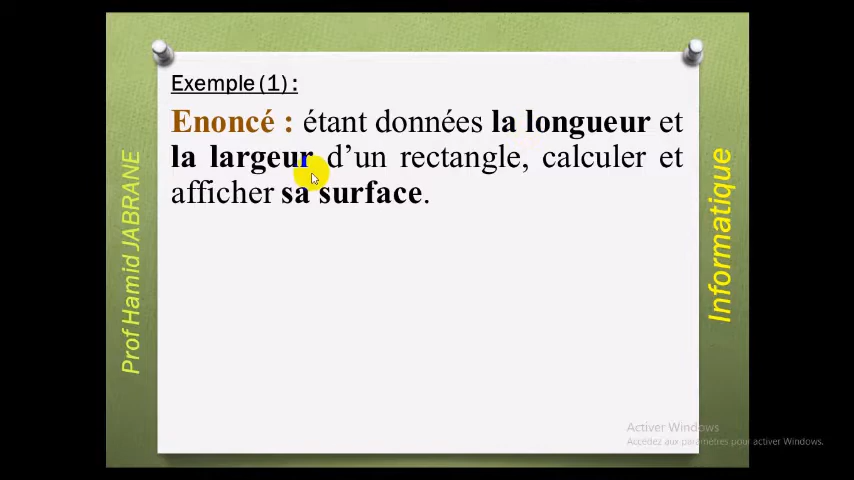 Exemple (1) :
Enoncé : étant données la longueur et
la largeur d’un rectangle, calculer et
afficher sa surface.
Prof Hamid JABRANE
Informatique
Activer Windows
Accédez aux paramètres pour activer Windows.